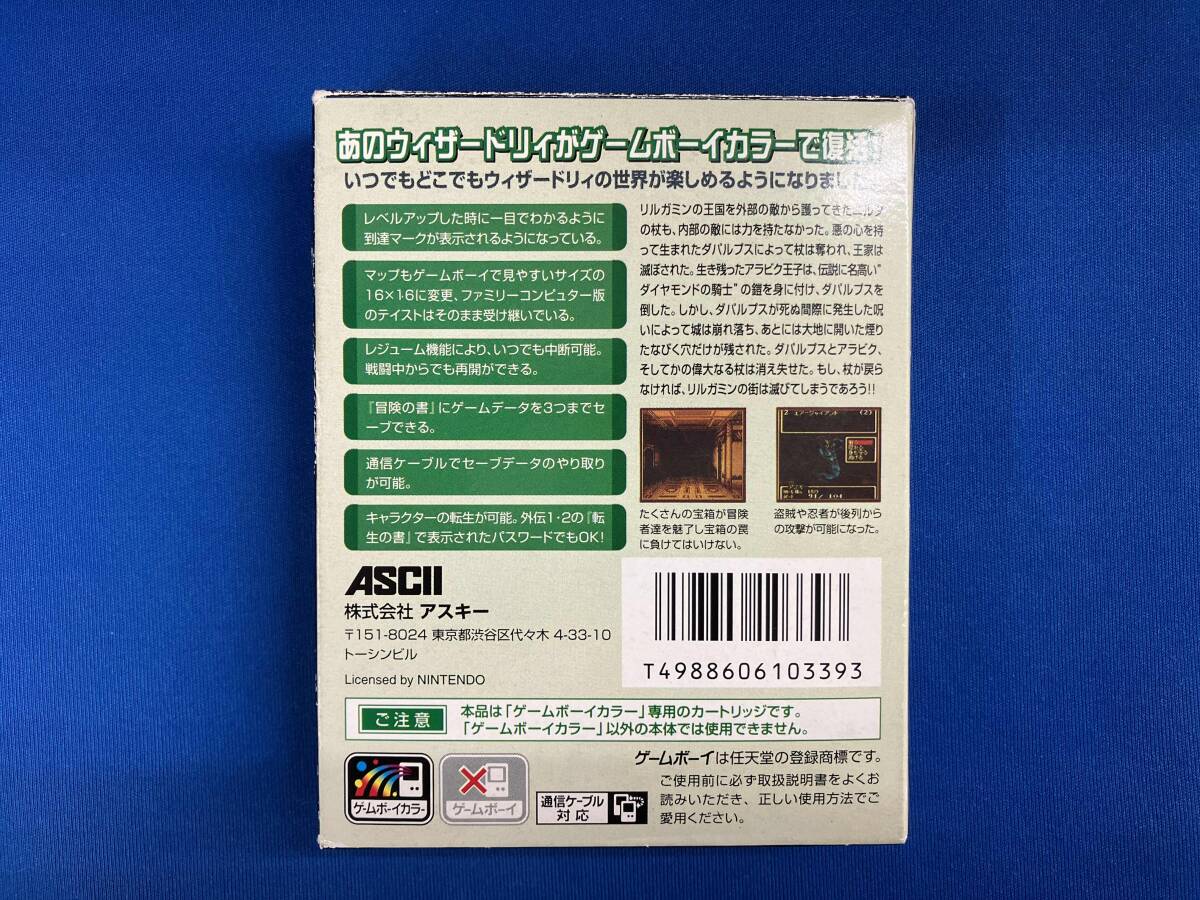 あのウィザードリィがゲームボーイカラーで復活!
いつでもどこでもウィザードリィの世界が楽しめるようになりました。
レベルアップした時に一目でわかるように
到達マークが表示されるようになっている。
マップもゲームボーイで見やすいサイズの
16×16に変更、ファミリーコンピュター版
のテイストはそのまま受け継いでいる。
レジューム機能により、いつでも中断可能。
戦闘中からでも再開ができる。
『冒険の書』にゲームデータを3つまでセ
ーブできる。
通信ケーブルでセーブデータのやり取り
が可能。
キャラクターの転生が可能。外伝1・2の『転
生の書』で表示されたパスワードでもOK!
リルガミンの王国を外部の敵から護ってきたニルダ
の杖も、内部の敵には力を持たなかった。悪の心を持
って生まれたダバルプスによって杖は奪われ、王家は
滅ぼされた。生き残ったアラビク王子は、伝説に名高い"
ダイヤモンドの騎士"の鎧を身に付け、ダバルプスを
倒した。しかし、ダバルプスが死ぬ間際に発生した呪
いによって城は崩れ落ち、あとには大地に開いた煙り
たなびく穴だけが残された。ダバルプスとアラビク、
そしてかの偉大なる杖は消え失せた。もし、杖が戻ら
なければ、リルガミンの街は滅びてしまうであろう!!
たくさんの宝箱が冒険
者達を魅了し宝箱の罠
に負けてはいけない。
盗賊や忍者が後列から
の攻撃が可能になった。
ASCII
株式会社 アスキー
〒151-8024 東京都渋谷区代々木 4-33-10
トーシンビル
Licensed by NINTENDO
T4988606103393
ご注意
本品は「ゲームボーイカラー」専用のカートリッジです。
「ゲームボーイカラー」以外の本体では使用できません。
ゲームボーイカラー
ゲームボーイ
通信ケーブル
対応
ゲームボーイは任天堂の登録商標です。
ご使用前に必ず取扱説明書をよくお
読みいただき、正しい使用方法でご
愛用ください。